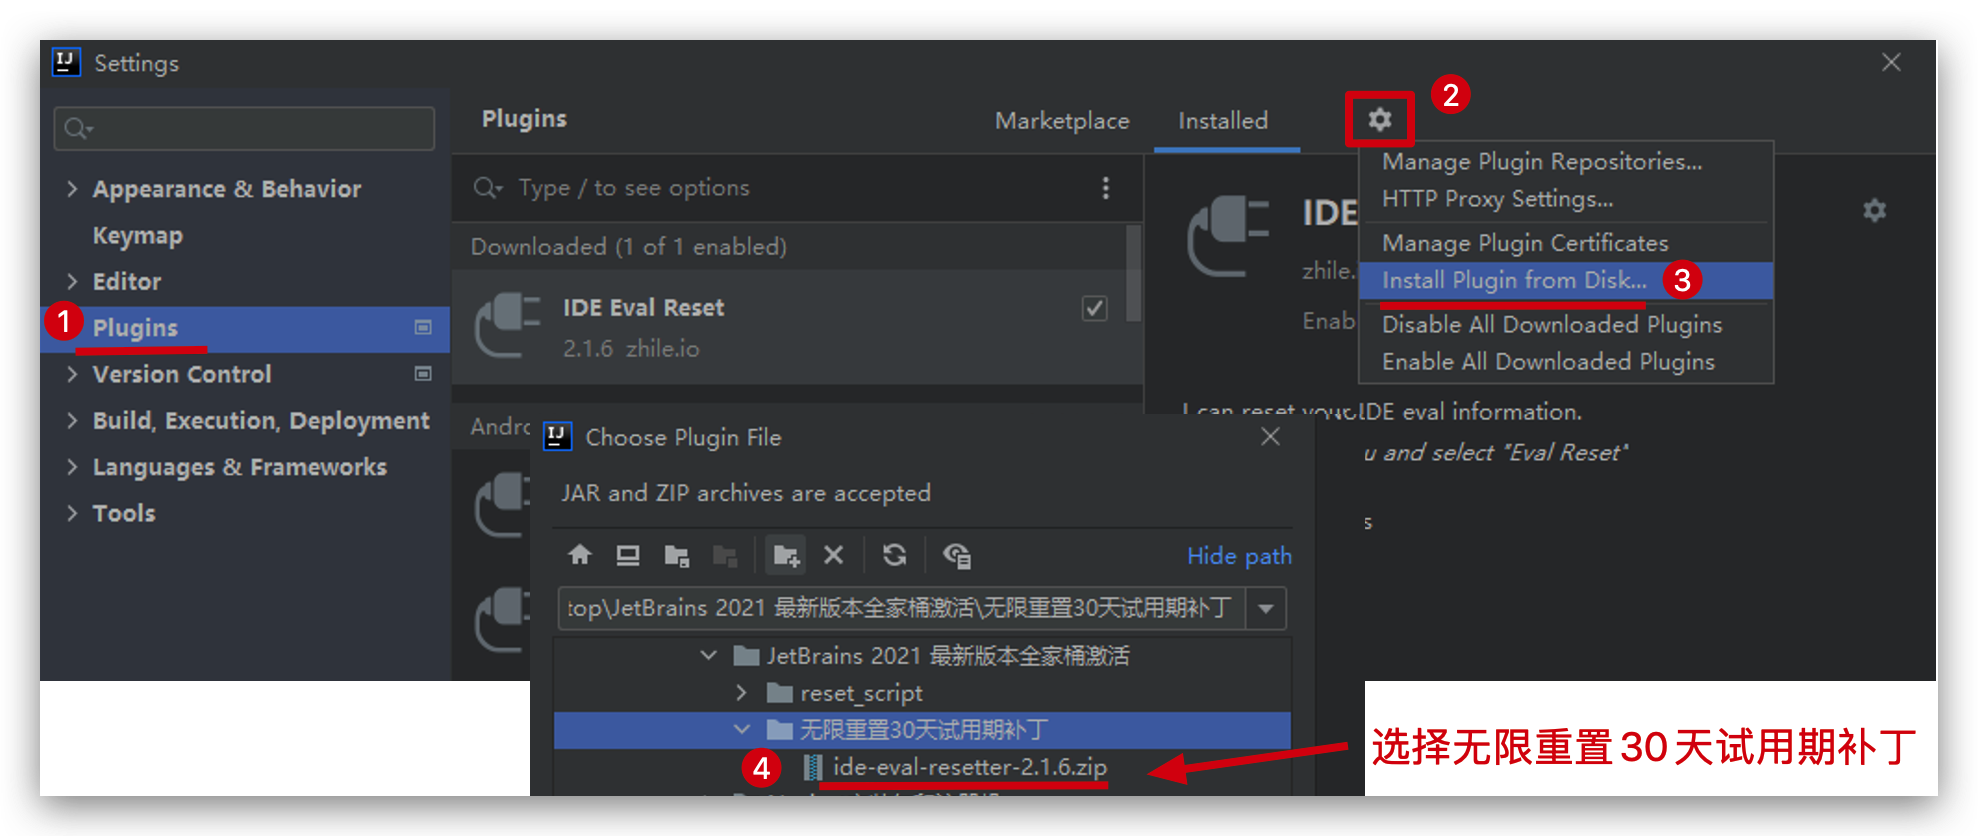 Settings
Plugins
Marketplace
Installed
2
Manage Plugin Repositories...
HTTP Proxy Settings...
Manage Plugin Certificates
Install Plugin from Disk...
3
Disable All Downloaded Plugins
Enable All Downloaded Plugins
Appearance & Behavior
Keymap
Editor
1
Plugins
Version Control
Build, Execution, Deployment
Languages & Frameworks
Tools
Type / to see options
Downloaded (1 of 1 enabled)
IDE Eval Reset
2.1.6 zhile.io
IDE
zhile.
Enab
I can reset your IDE eval information.
u and select "Eval Reset"
s
Andro
Choose Plugin File
JAR and ZIP archives are accepted
Hide path
top\JetBrains 2021 最新版本全家桶激活\无限重置30天试用期补丁
JetBrains 2021 最新版本全家桶激活
reset_script
无限重置30天试用期补丁
4
ide-eval-resetter-2.1.6.zip
选择无限重置30天试用期补丁